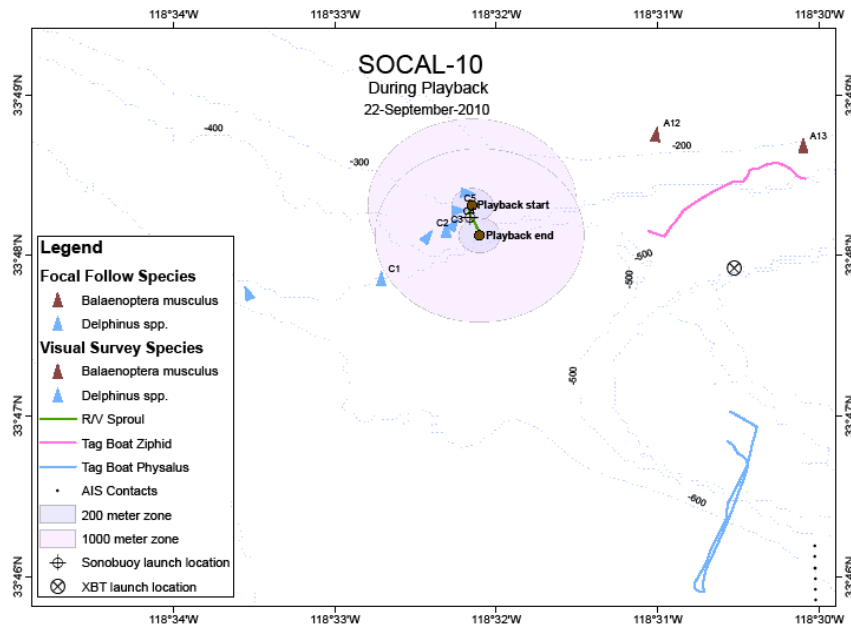 118°34'W 118°33'W 118°32'W 118°31'W 118°30'W
SOCAL-10
During Playback
22-September-2010
33°49'N 33°49'N
-400
-300
A12
-200
A13
C5
Playback start
C3
C2
Playback end
33°48'N 33°48'N
C1
-500
-500
-500
-600
33°47'N 33°47'N
33°46'N 33°46'N
Legend
Focal Follow Species
Balaenoptera musculus
Delphinus spp.
Visual Survey Species
Balaenoptera musculus
Delphinus spp.
R/V Sproul
Tag Boat Ziphid
Tag Boat Physalus
AIS Contacts
200 meter zone
1000 meter zone
Sonobuoy launch location
XBT launch location
118°34'W 118°33'W 118°32'W 118°31'W 118°30'W